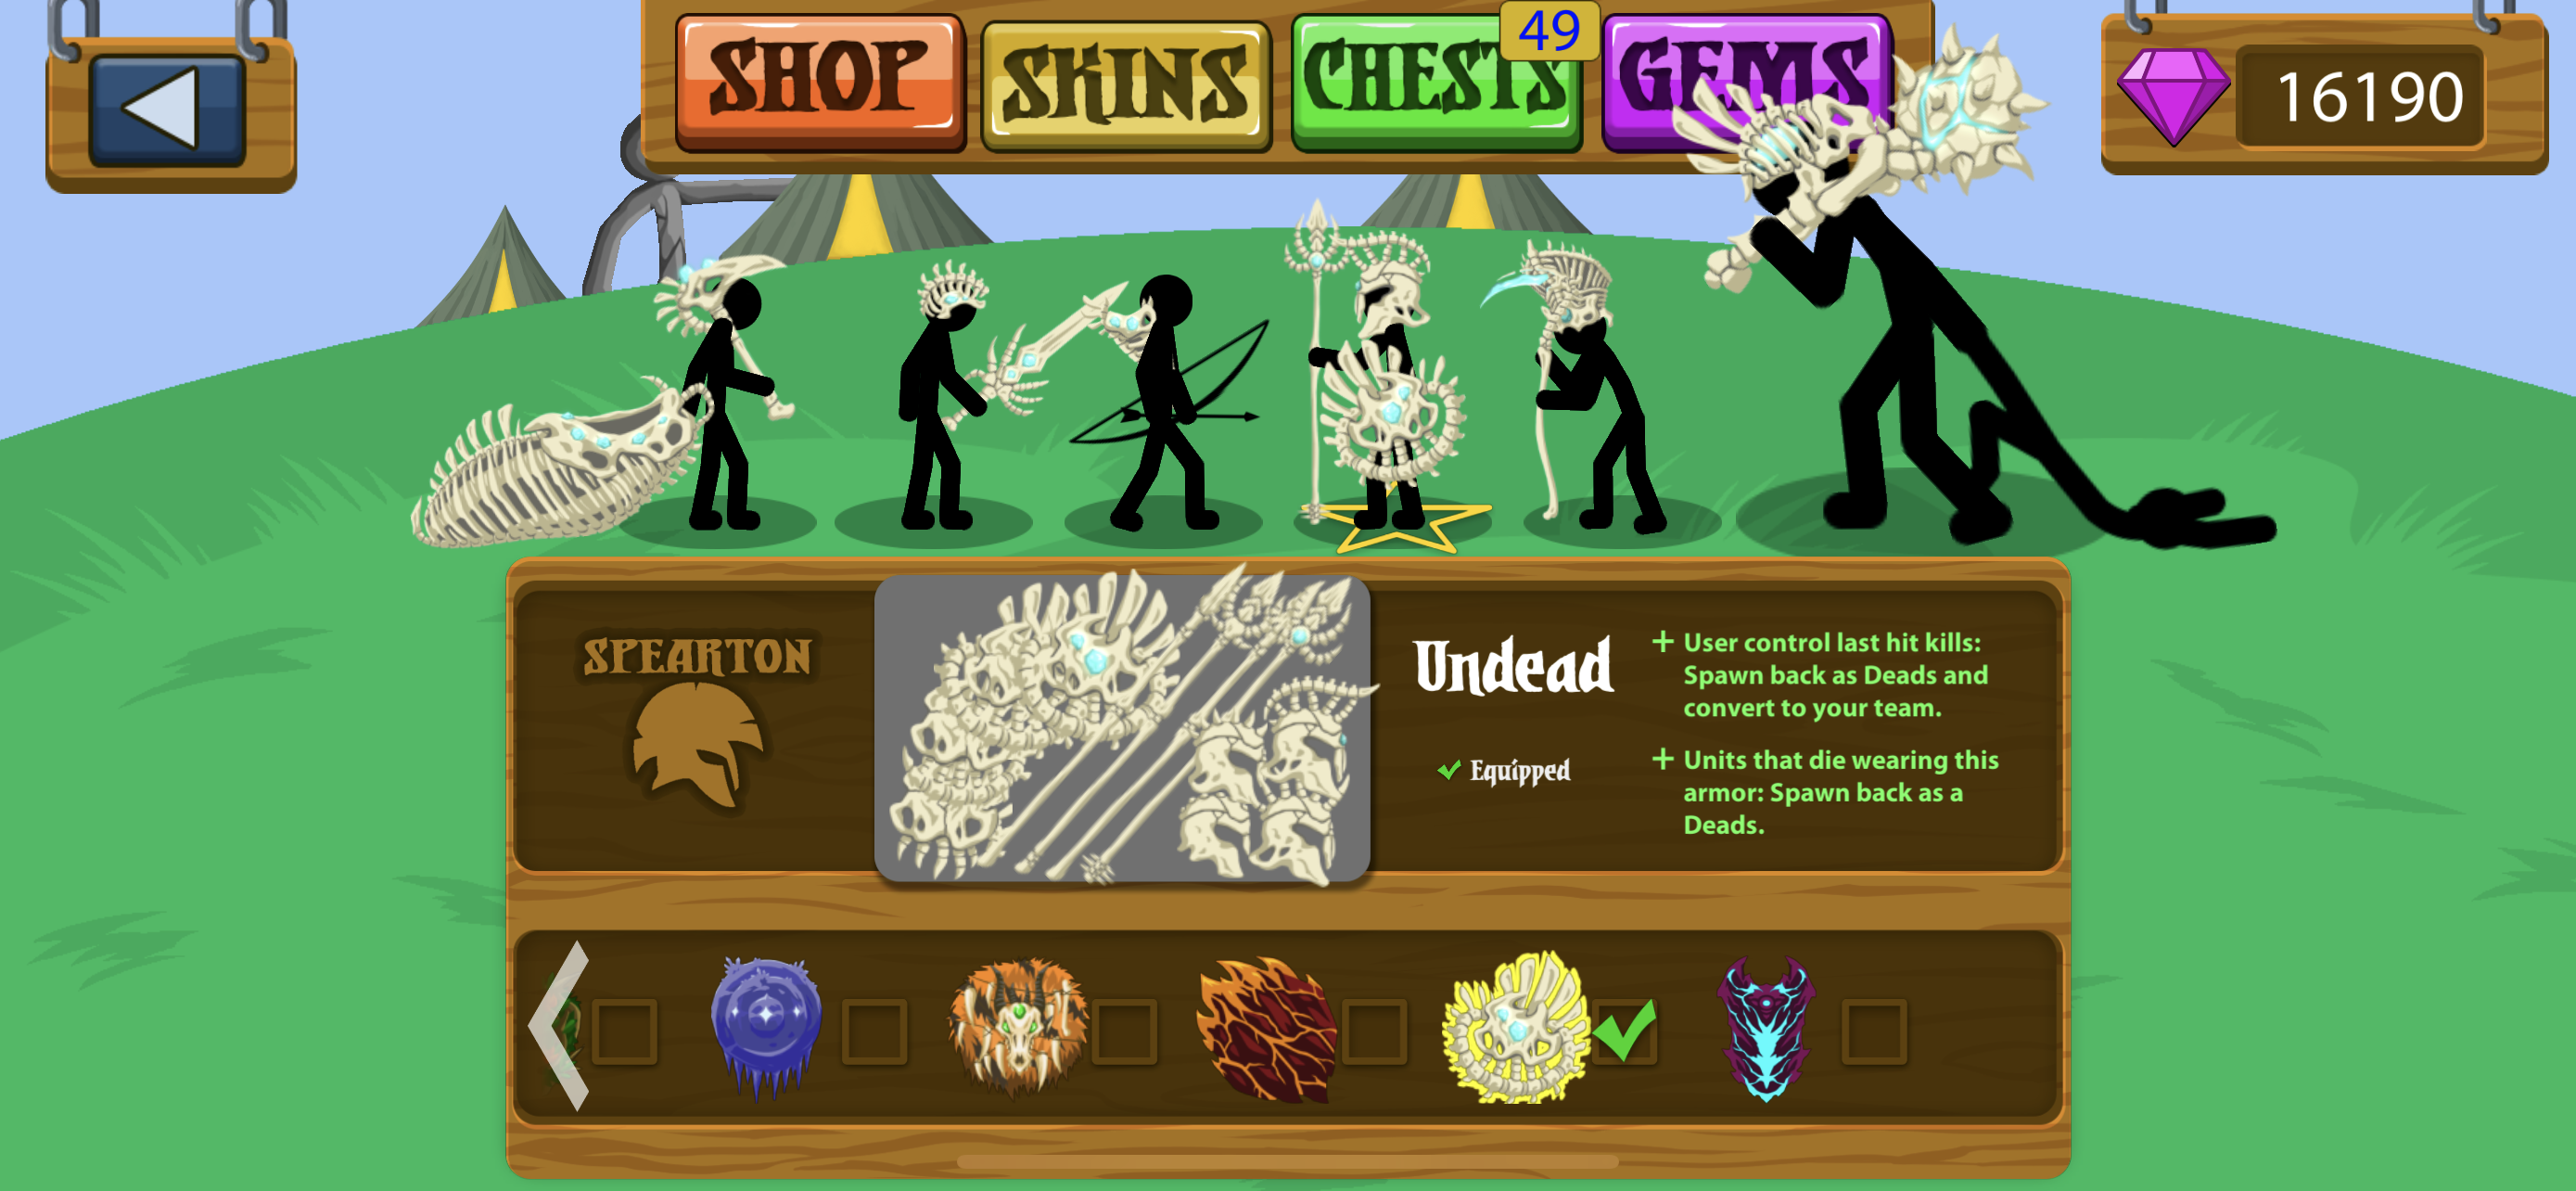 SHOP
SKINS
CHESTS
49
GEMS
16190
SPEARTON
Undead
Equipped
+ User control last hit kills:
Spawn back as Deads and
convert to your team.
+ Units that die wearing this
armor: Spawn back as a
Deads.